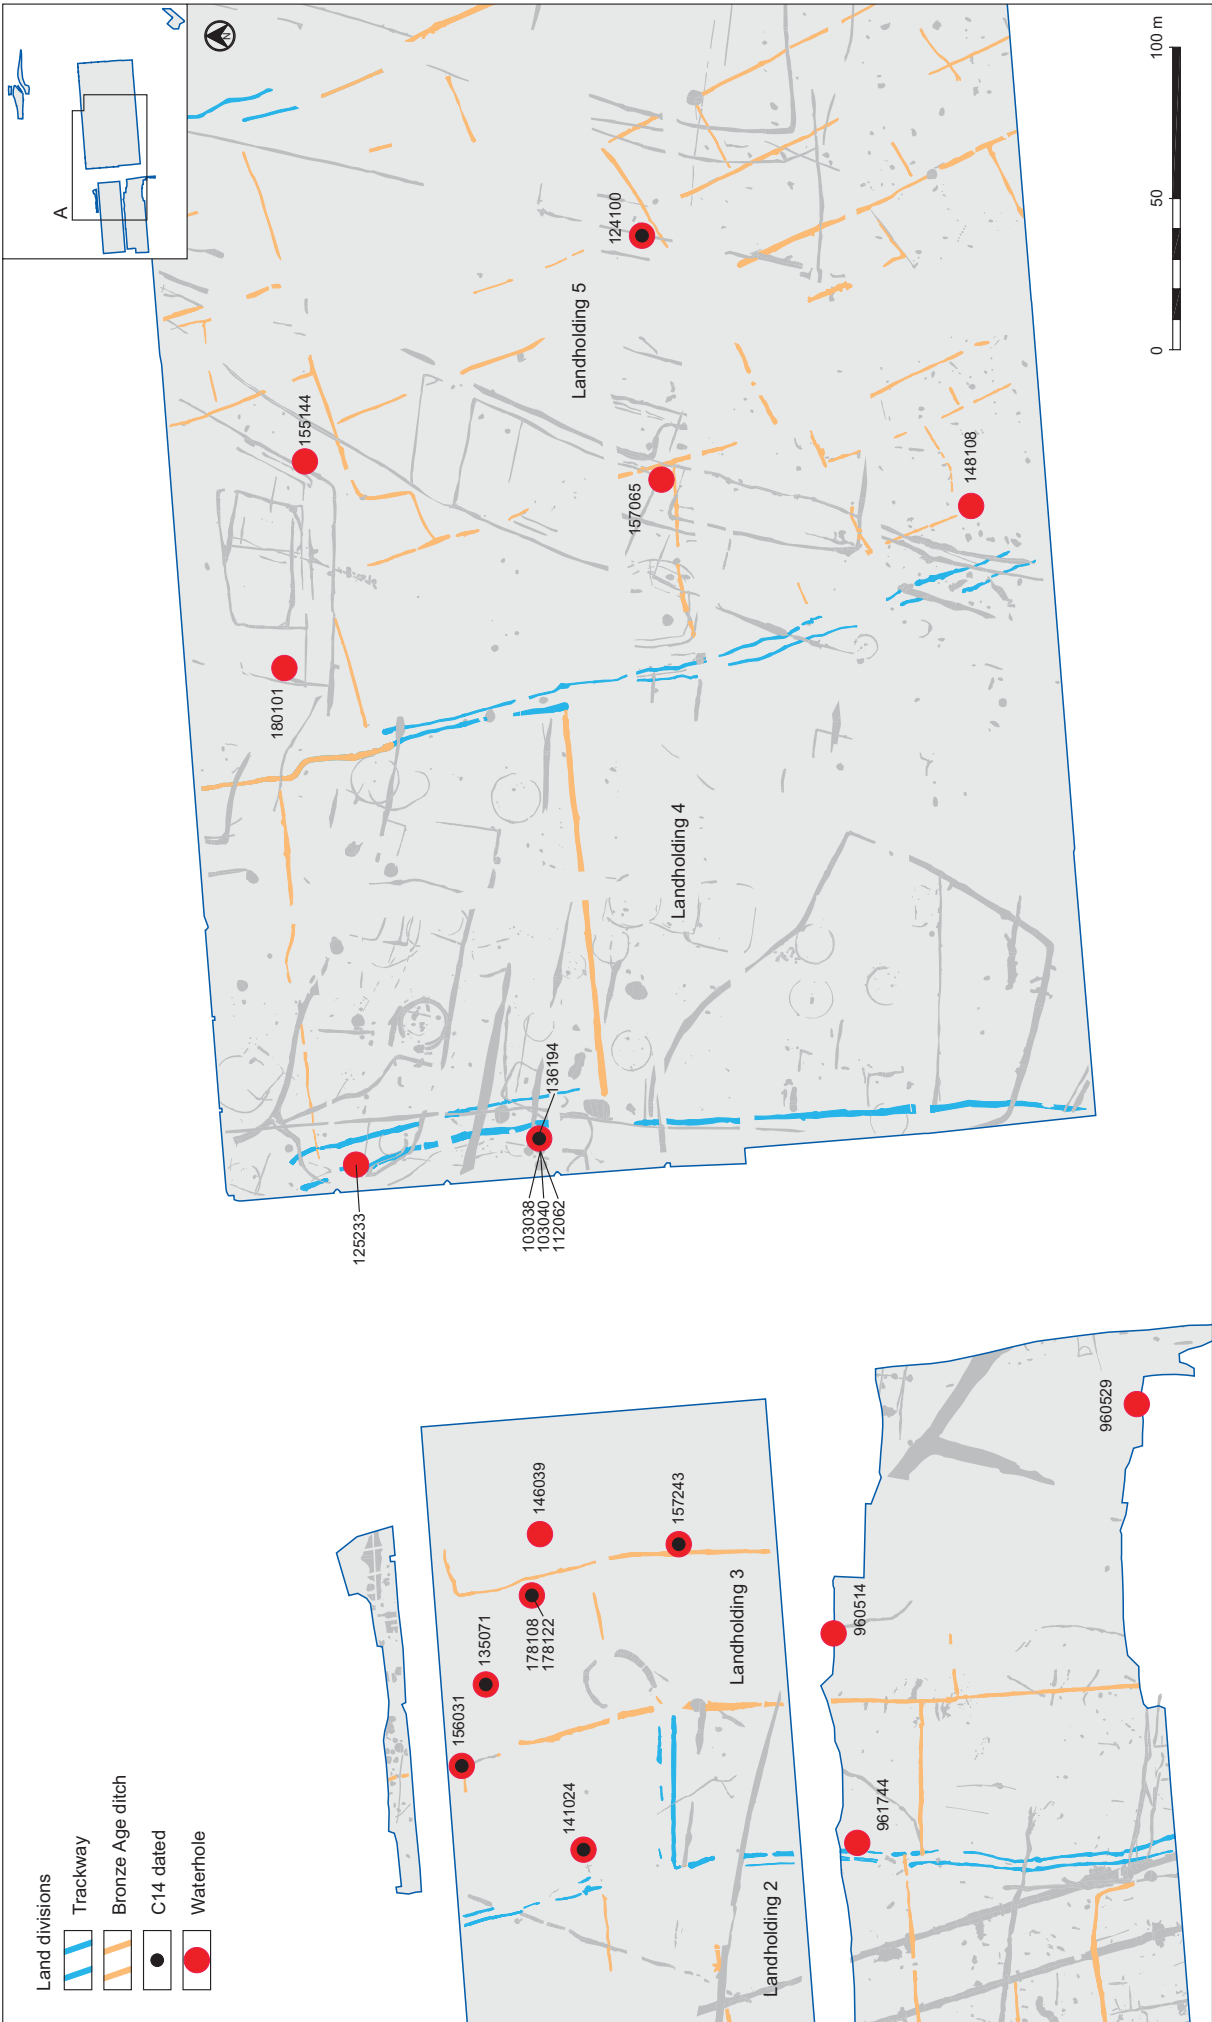 Land divisions
Trackway
Bronze Age ditch
C14 dated
Waterhole
A
N
156031
135071
141024
178108
178122
146039
157243
Landholding 3
Landholding 2
961744
960514
960529
125233
103038
103040
112062
136194
180101
155144
Landholding 4
Landholding 5
157065
124100
148108
0
50
100 m